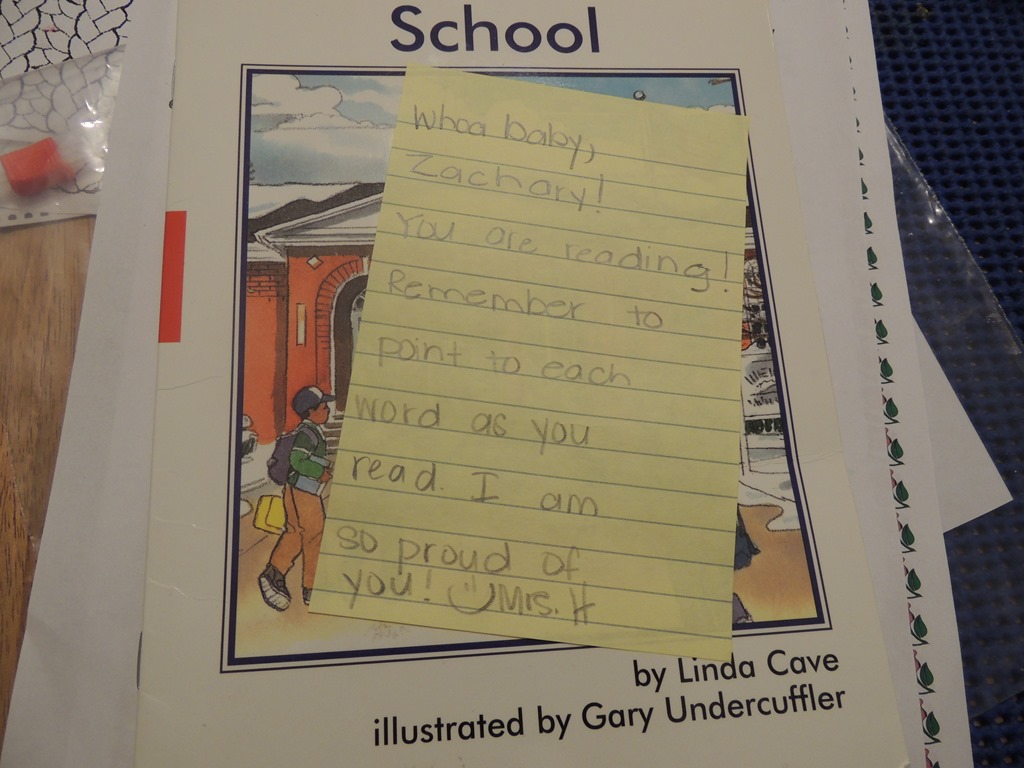 School
Whoa baby,
Zachary!
You are reading!
Remember to
point to each
word as you
read. I am
so proud of
you! Mrs. H
by Linda Cave
illustrated by Gary Undercuffler